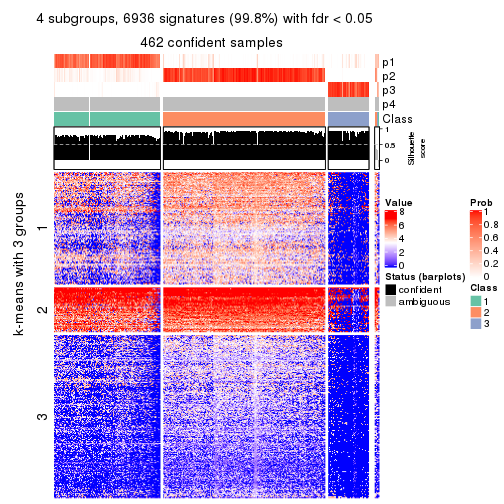 4 subgroups, 6936 signatures (99.8%) with fdr < 0.05
462 confident samples
p1
p2
p3
p4
Class
1
0.5
0
Silhouette
score
k-means with 3 groups
1
2
3
Value
8
6
4
2
0
Status (barplots)
confident
ambiguous
Prob
1
0.8
0.6
0.4
0.2
0
Class
1
2
3